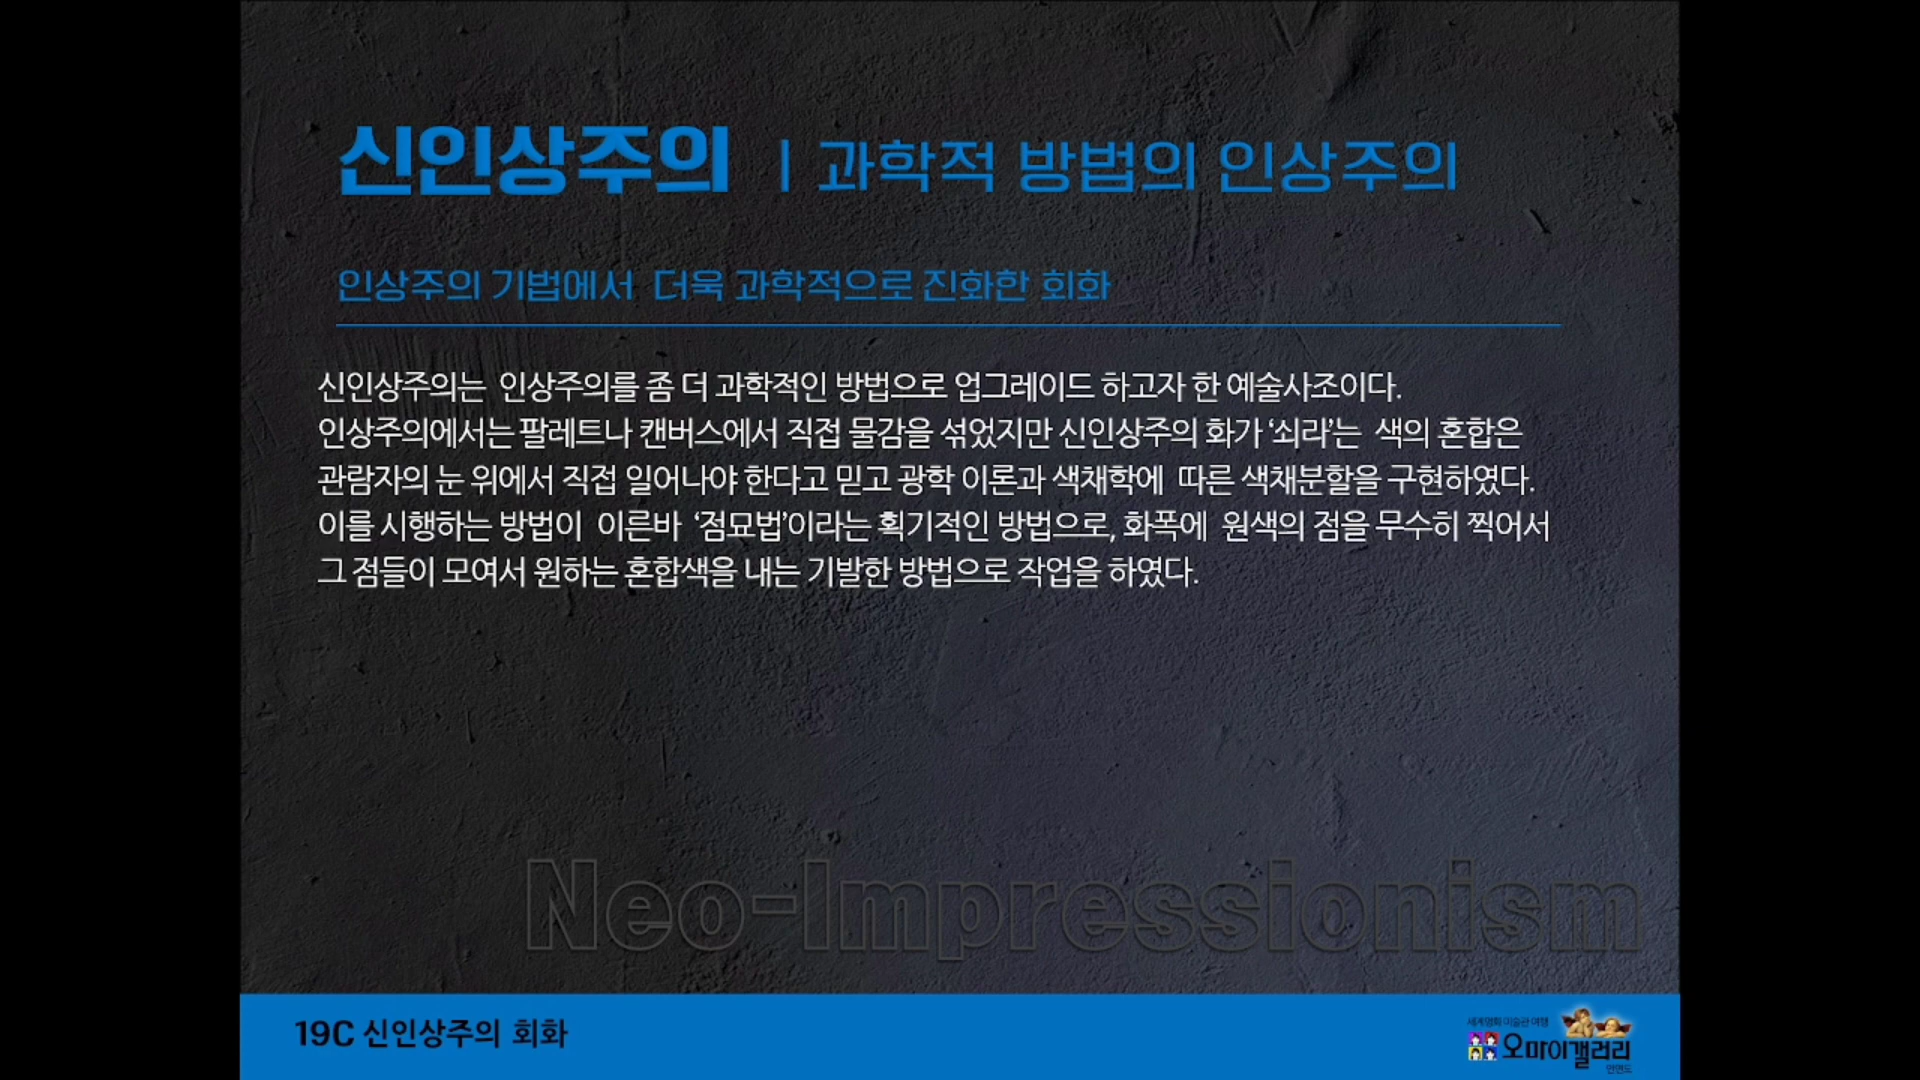 신인상주의 | 과학적 방법의 인상주의
인상주의 기법에서 더욱 과학적으로 진화한 회화
신인상주의는 인상주의를 좀 더 과학적인 방법으로 업그레이드 하고자 한 예술사조이다.
인상주의에서는 팔레트나 캔버스에서 직접 물감을 섞었지만 신인상주의 화가 ‘쇠라’는 색의 혼합은
관람자의 눈 위에서 직접 일어나야 한다고 믿고 광학 이론과 색채학에 따른 색채분할을 구현하였다.
이를 시행하는 방법이 이른바 ‘점묘법’이라는 획기적인 방법으로, 화폭에 원색의 점을 무수히 찍어서
그 점들이 모여서 원하는 혼합색을 내는 기발한 방법으로 작업을 하였다.
Neo-Impressionism
19C 신인상주의 회화
세계명화 미술관 여행
오마이갤러리